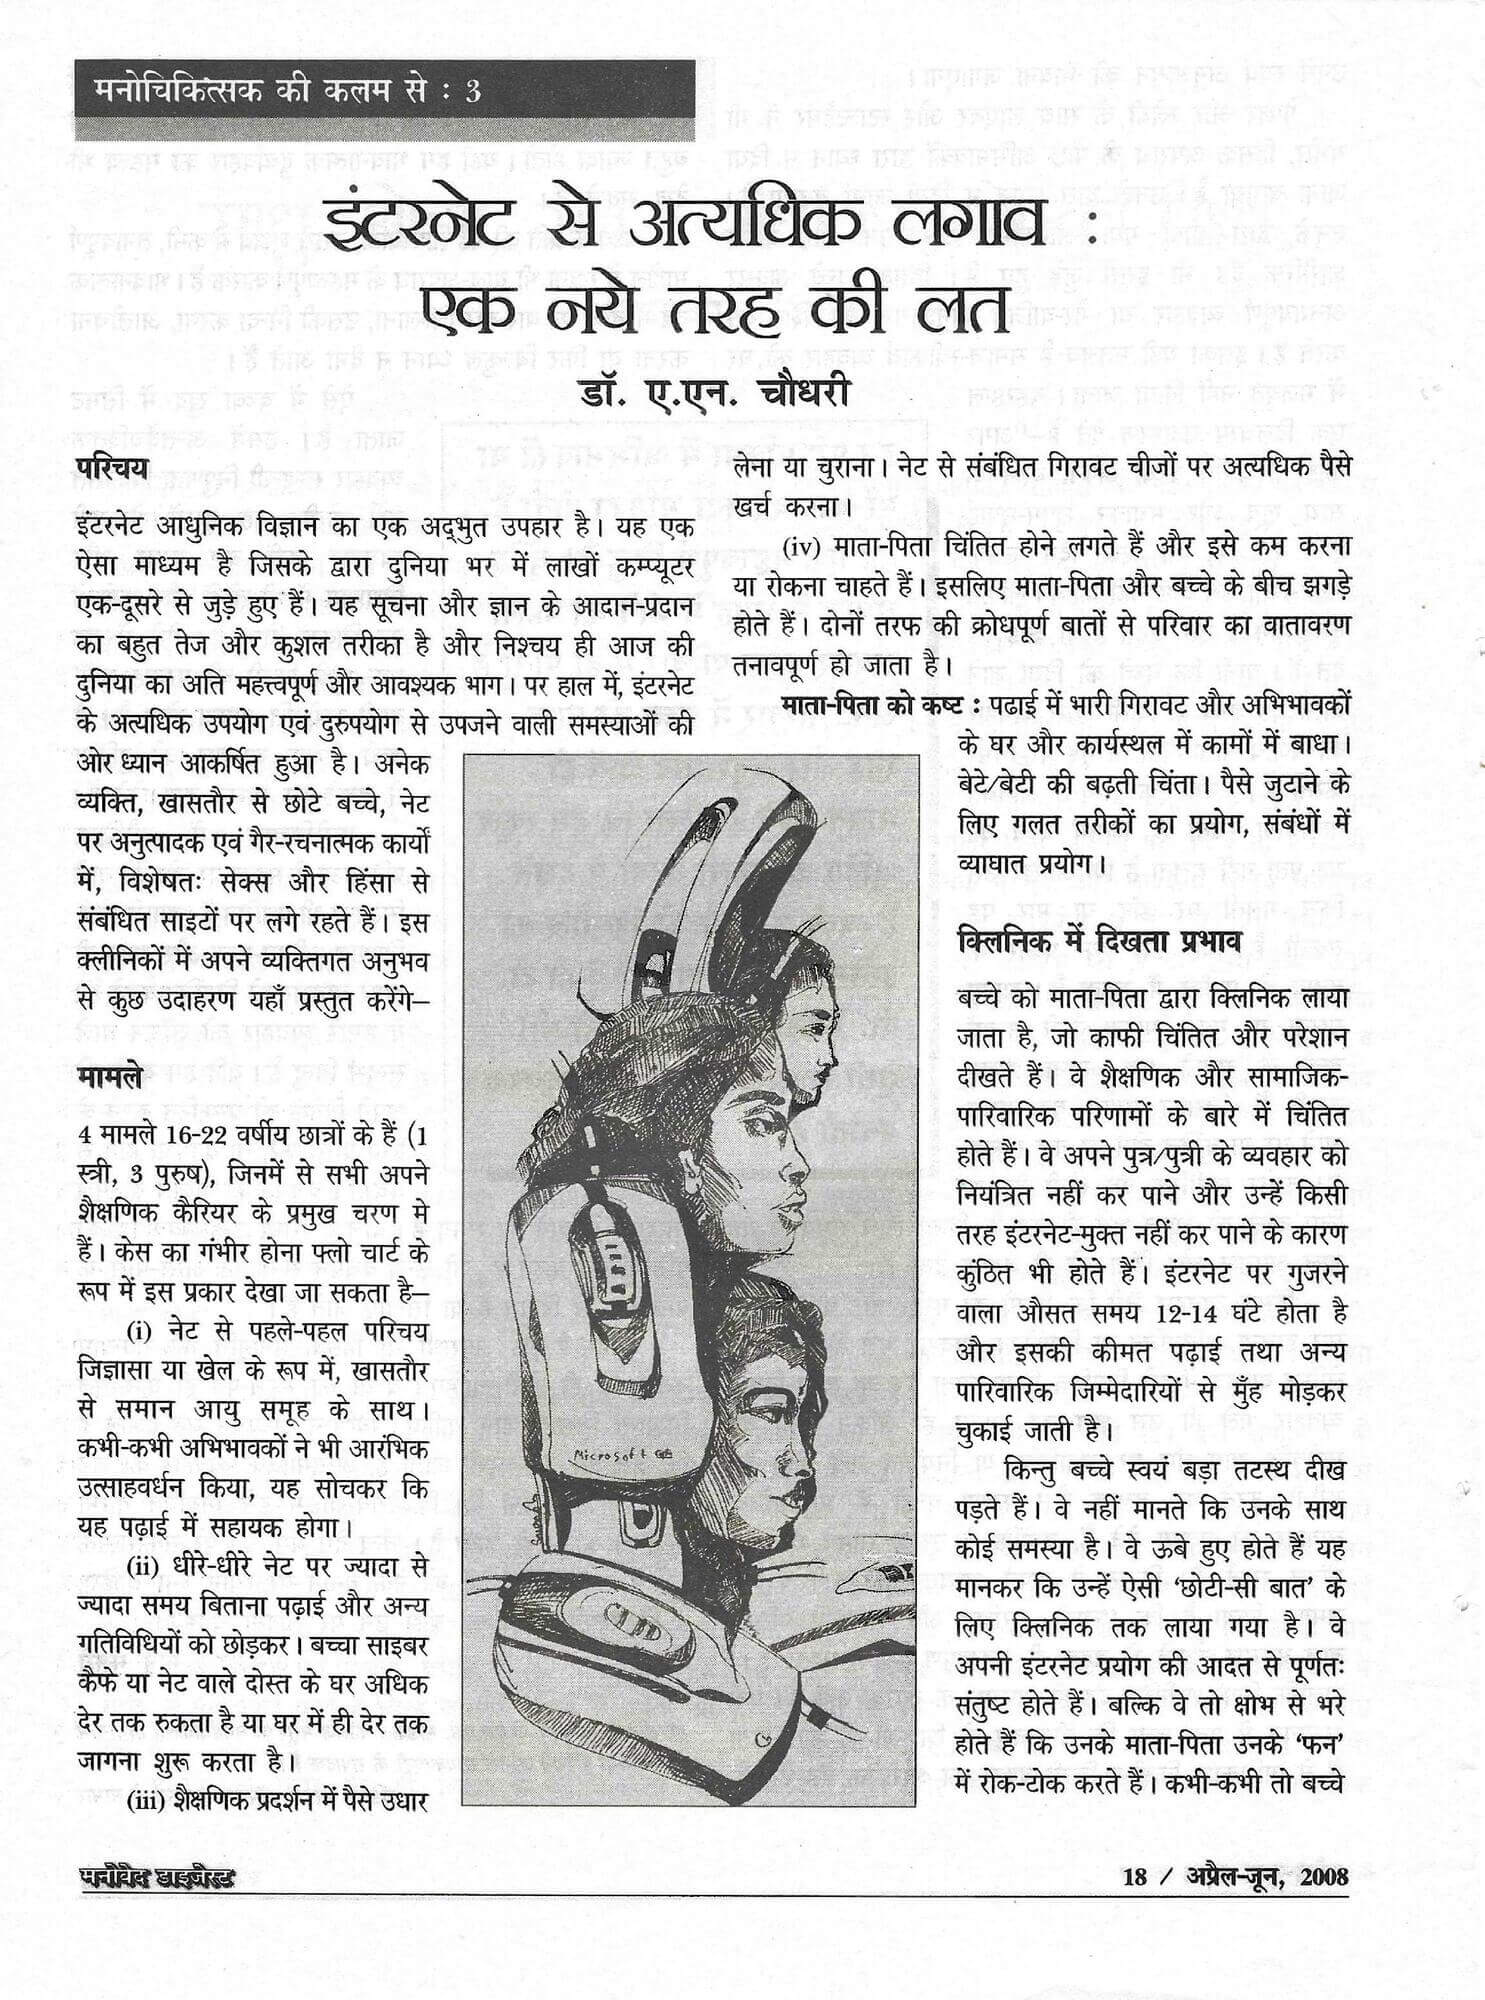 मनोचिकित्सक की कलम से : 3
इंटरनेट से अत्यधिक लगाव :
एक नये तरह की लत
डॉ. ए.एन. चौधरी
परिचय
इंटरनेट आधुनिक विज्ञान का एक अद्‌भुत उपहार है। यह एक
ऐसा माध्यम है जिसके द्वारा दुनिया भर में लाखों कम्प्यूटर
एक-दूसरे से जुड़े हुए हैं। यह सूचना और ज्ञान के आदान-प्रदान
का बहुत तेज और कुशल तरीका है और निश्चय ही आज की
दुनिया का अति महत्त्वपूर्ण और आवश्यक भाग। पर हाल में, इंटरनेट
के अत्यधिक उपयोग एवं दुरुपयोग से उपजने वाली समस्याओं की
ओर ध्यान आकर्षित हुआ है। अनेक
व्यक्ति, खासतौर से छोटे बच्चे, नेट
पर अनुत्पादक एवं गैर-रचनात्मक कार्यों
में, विशेषतः सेक्स और हिंसा से
संबंधित साइटों पर लगे रहते हैं। इस
क्लीनिकों में अपने व्यक्तिगत अनुभव
से कुछ उदाहरण यहाँ प्रस्तुत करेंगे–
मामले
4 मामले 16-22 वर्षीय छात्रों के हैं (1
स्त्री, 3 पुरुष), जिनमें से सभी अपने
शैक्षणिक कैरियर के प्रमुख चरण मे
हैं। केस का गंभीर होना फ्लो चार्ट के
रूप में इस प्रकार देखा जा सकता है–
(i) नेट से पहले-पहल परिचय
जिज्ञासा या खेल के रूप में, खासतौर
से समान आयु समूह के साथ।
कभी-कभी अभिभावकों ने भी आरंभिक
उत्साहवर्धन किया, यह सोचकर कि
यह पढ़ाई में सहायक होगा।
(ii) धीरे-धीरे नेट पर ज्यादा से
ज्यादा समय बिताना पढ़ाई और अन्य
गतिविधियों को छोड़कर। बच्चा साइबर
कैफे या नेट वाले दोस्त के घर अधिक
देर तक रुकता है या घर में ही देर तक
जागना शुरू करता है।
(iii) शैक्षणिक प्रदर्शन में पैसे उधार
Microsoft
लेना या चुराना। नेट से संबंधित गिरावट चीजों पर अत्यधिक पैसे
खर्च करना।
(iv) माता-पिता चिंतित होने लगते हैं और इसे कम करना
या रोकना चाहते हैं। इसलिए माता-पिता और बच्चे के बीच झगड़े
होते हैं। दोनों तरफ की क्रोधपूर्ण बातों से परिवार का वातावरण
तनावपूर्ण हो जाता है।
माता-पिता को कष्ट : पढाई में भारी गिरावट और अभिभावकों
के घर और कार्यस्थल में कामों में बाधा।
बेटे/बेटी की बढ़ती चिंता। पैसे जुटाने के
लिए गलत तरीकों का प्रयोग, संबंधों में
व्याघात प्रयोग।
क्लिनिक में दिखता प्रभाव
बच्चे को माता-पिता द्वारा क्लिनिक लाया
जाता है, जो काफी चिंतित और परेशान
दीखते हैं। वे शैक्षणिक और सामाजिक-
पारिवारिक परिणामों के बारे में चिंतित
होते हैं। वे अपने पुत्र/पुत्री के व्यवहार को
नियंत्रित नहीं कर पाने और उन्हें किसी
तरह इंटरनेट-मुक्त नहीं कर पाने के कारण
कुंठित भी होते हैं। इंटरनेट पर गुजरने
वाला औसत समय 12-14 घंटे होता है
और इसकी कीमत पढ़ाई तथा अन्य
पारिवारिक जिम्मेदारियों से मुँह मोड़कर
चुकाई जाती है।
किन्तु बच्चे स्वयं बड़ा तटस्थ दीख
पड़ते हैं। वे नहीं मानते कि उनके साथ
कोई समस्या है। वे ऊबे हुए होते हैं यह
मानकर कि उन्हें ऐसी 'छोटी-सी बात' के
लिए क्लिनिक तक लाया गया है। वे
अपनी इंटरनेट प्रयोग की आदत से पूर्णतः
संतुष्ट होते हैं। बल्कि वे तो क्षोभ से भरे
होते हैं कि उनके माता-पिता उनके 'फन'
में रोक-टोक करते हैं। कभी-कभी तो बच्चे
मनोवेद डाइजेस्ट
18 / अप्रैल-जून, 2008